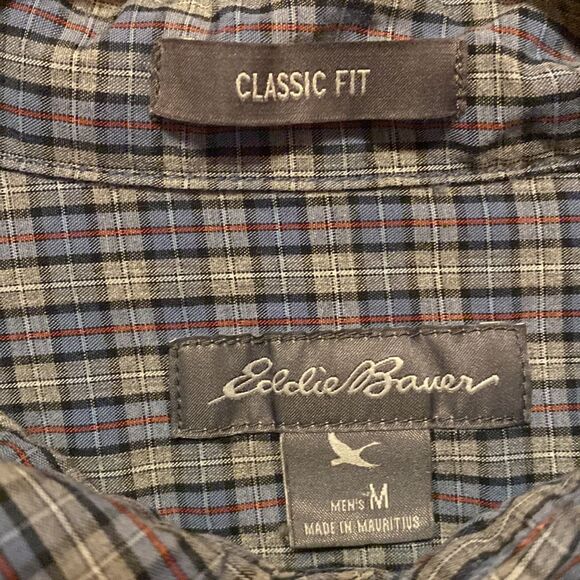 CLASSIC FIT
Eddie Bauer
MEN'S M
MADE IN MAURITIUS